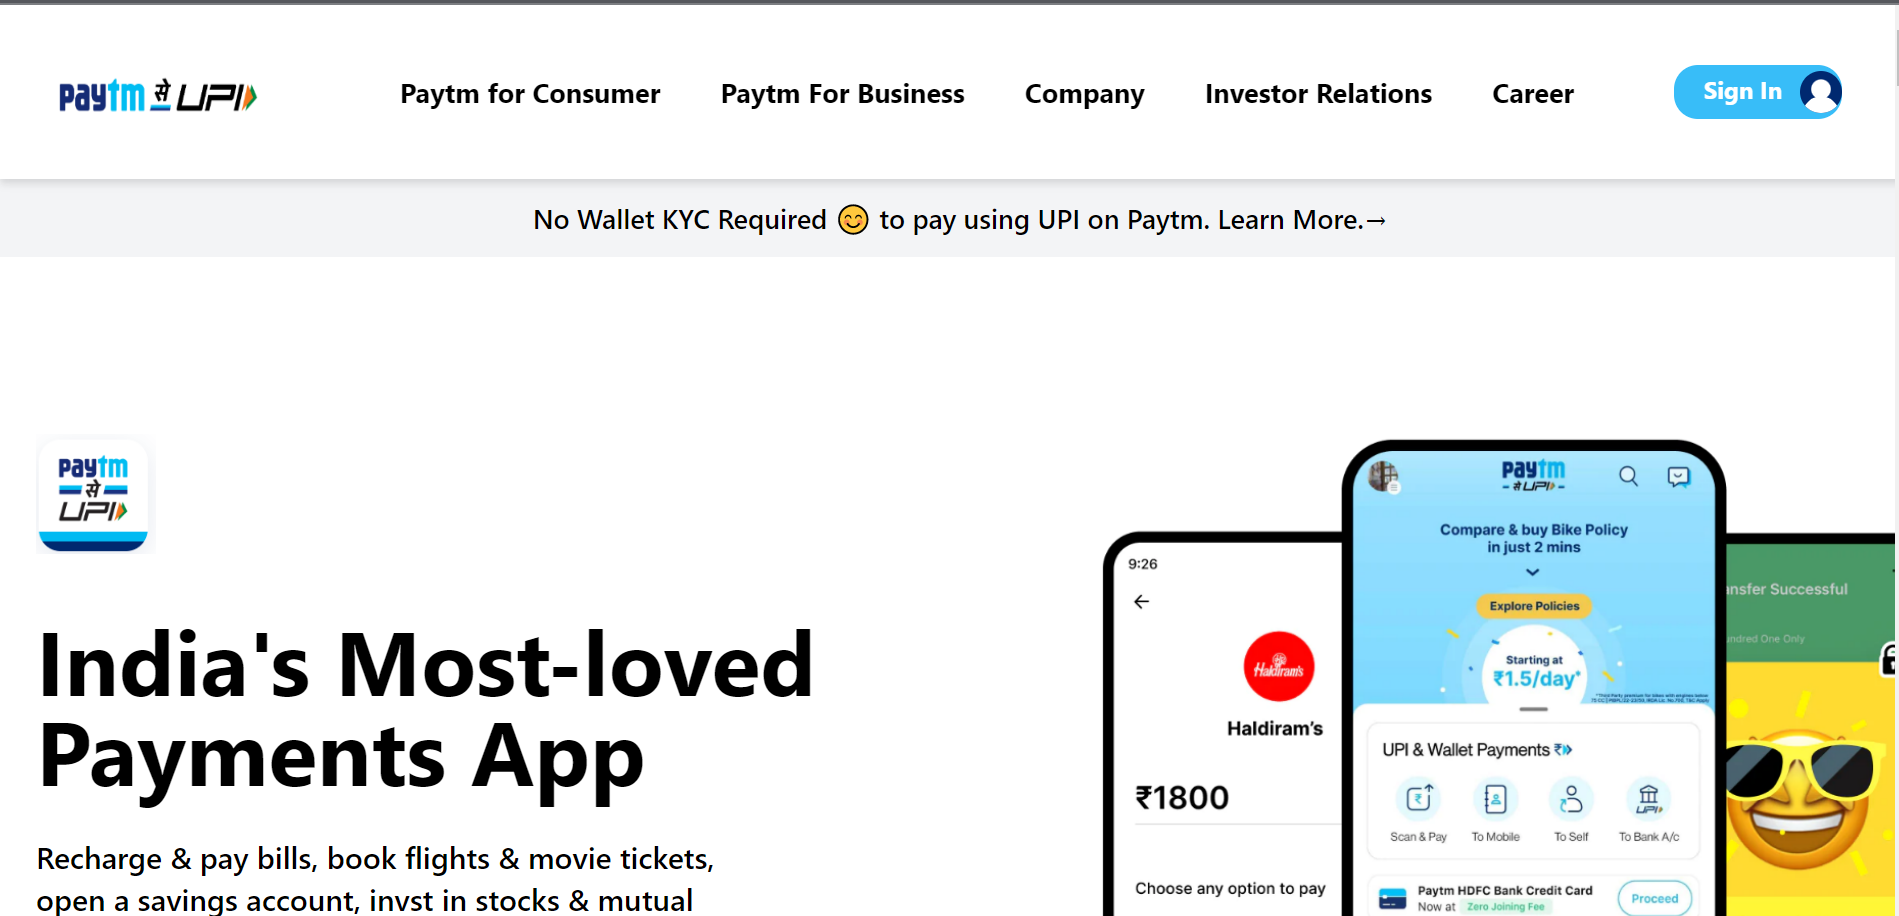 paytm से UPI
Paytm for Consumer
Paytm For Business
Company
Investor Relations
Career
Sign In
No Wallet KYC Required 😊 to pay using UPI on Paytm. Learn More.→
paytm
से
UPI
India's Most-loved
Payments App
Recharge & pay bills, book flights & movie tickets,
open a savings account, invst in stocks & mutual
9:26
←
Haldiram's
Haldiram's
₹1800
Choose any option to pay
paytm
से UPI
Compare & buy Bike Policy
in just 2 mins
Explore Policies
Starting at
₹1.5/day*
UPI & Wallet Payments
Scan & Pay
To Mobile
To Self
UPI
To Bank A/c
Paytm HDFC Bank Credit Card
Now at Zero Joining Fee
Proceed
nsfer Successful
undred One Only